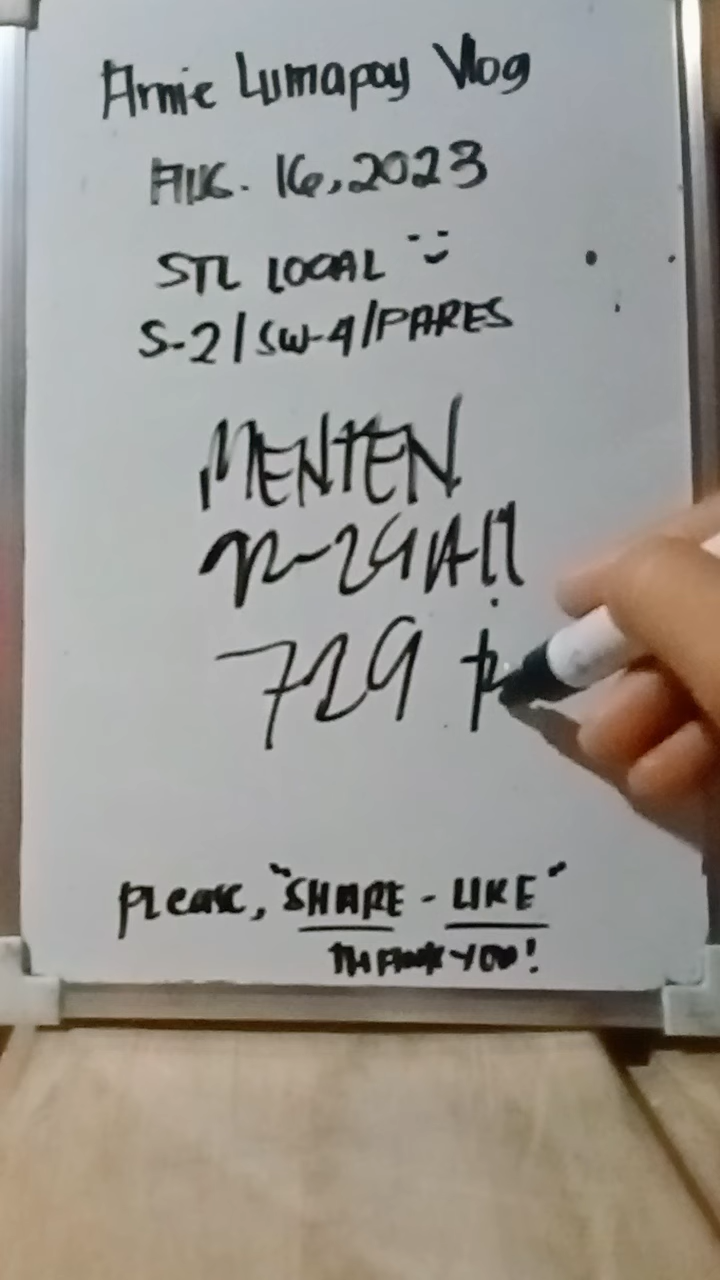 Arnie Lumapay Vlog
AUG. 16, 2023
STL LOCAL
S-2/SW-4/PARES
MENTEN
729
Please, "SHARE - LIKE"
THANK YOU!